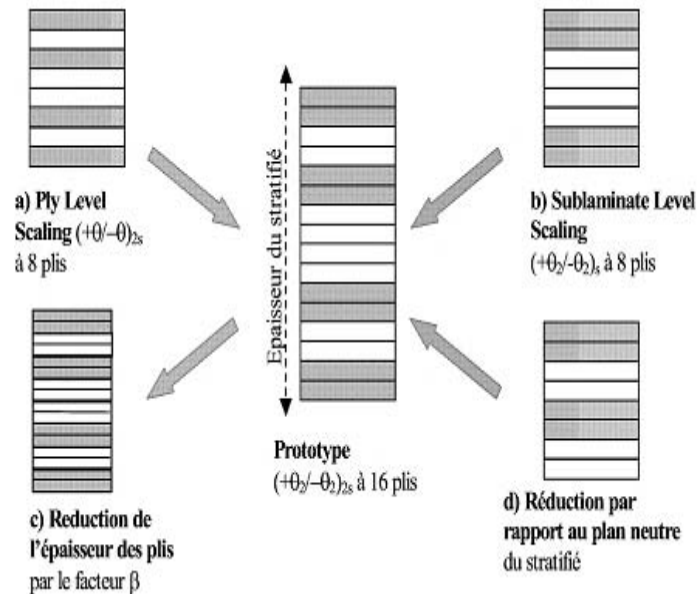 a) Ply Level
Scaling (+θ/–θ)₂ₛ
à 8 plis
b) Sublaminate Level
Scaling
(+θ₂/-θ₂)ₛ à 8 plis
Epaisseur du stratifié
Prototype
(+θ₂/–θ₂)₂ₛ à 16 plis
c) Reduction de
l'épaisseur des plis
par le facteur β
d) Réduction par
rapport au plan neutre
du stratifié